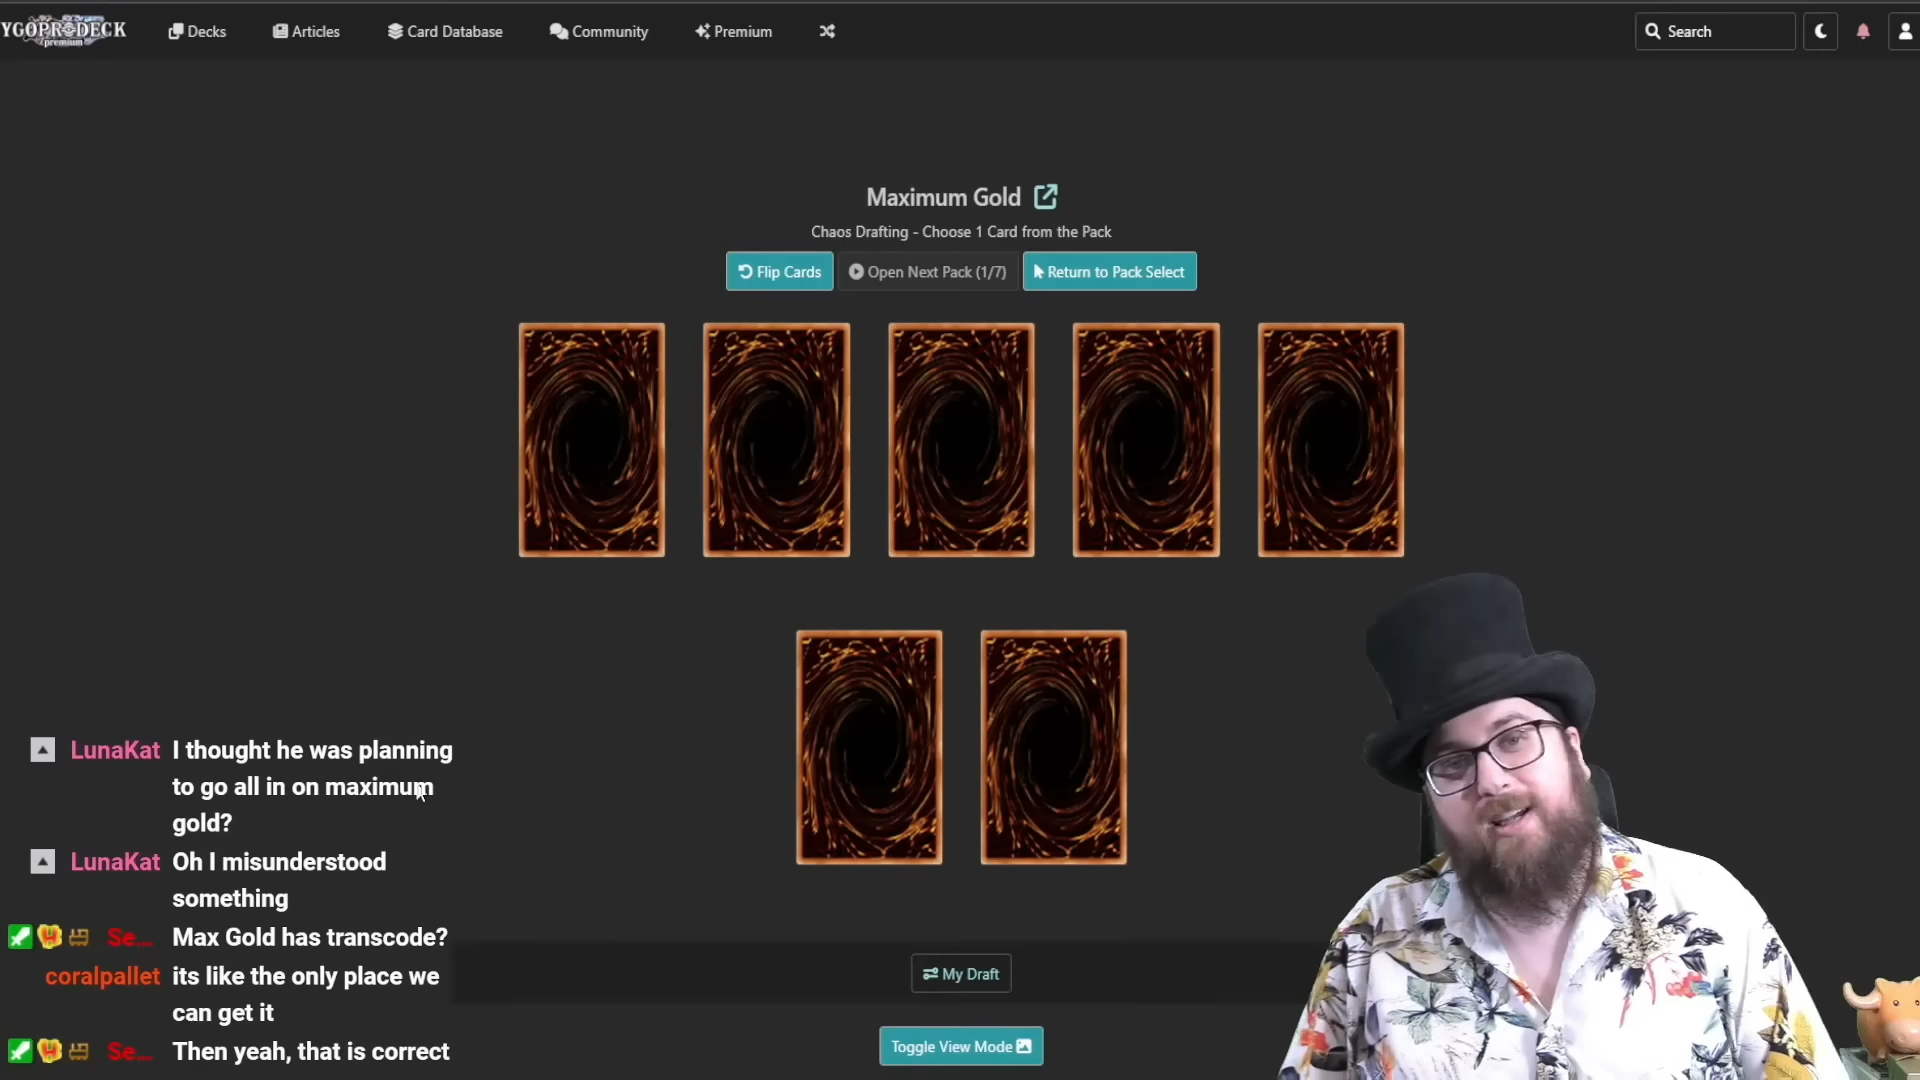 YGOPRODECK
premium
Decks
Articles
Card Database
Community
Premium
Search
Maximum Gold
Chaos Drafting - Choose 1 Card from the Pack
Flip Cards
Open Next Pack (1/7)
Return to Pack Select
LunaKat I thought he was planning
to go all in on maximum
gold?
LunaKat Oh I misunderstood
something
Se... Max Gold has transcode?
coralpallet its like the only place we
can get it
Se... Then yeah, that is correct
My Draft
Toggle View Mode